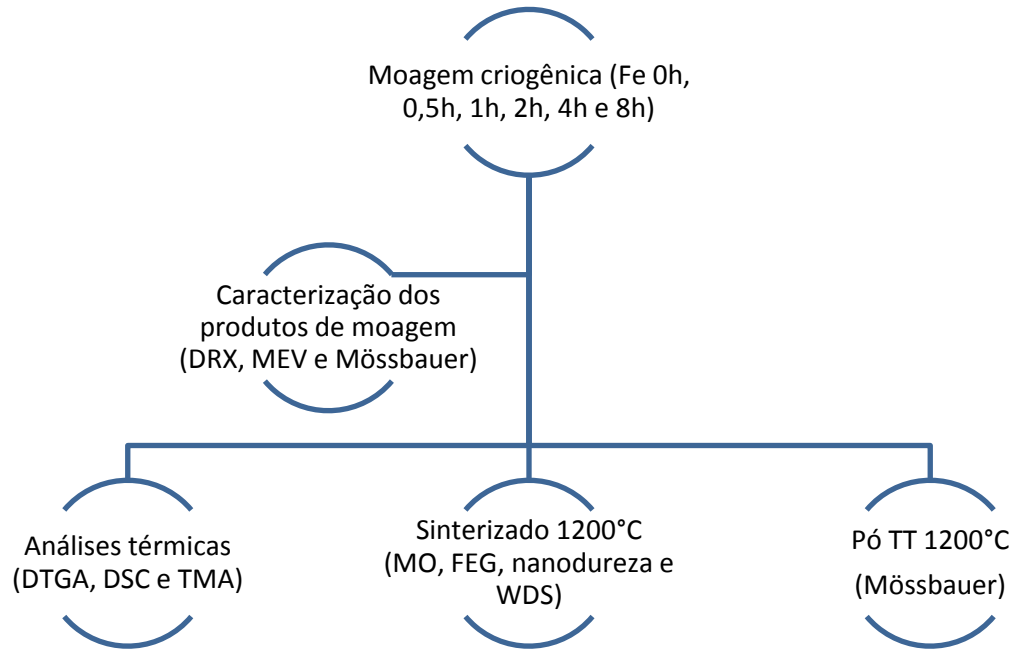 Moagem criogênica (Fe 0h,
0,5h, 1h, 2h, 4h e 8h)
Caracterização dos
produtos de moagem
(DRX, MEV e Mössbauer)
Análises térmicas
(DTGA, DSC e TMA)
Sinterizado 1200°C
(MO, FEG, nanodureza e
WDS)
Pó TT 1200°C
(Mössbauer)